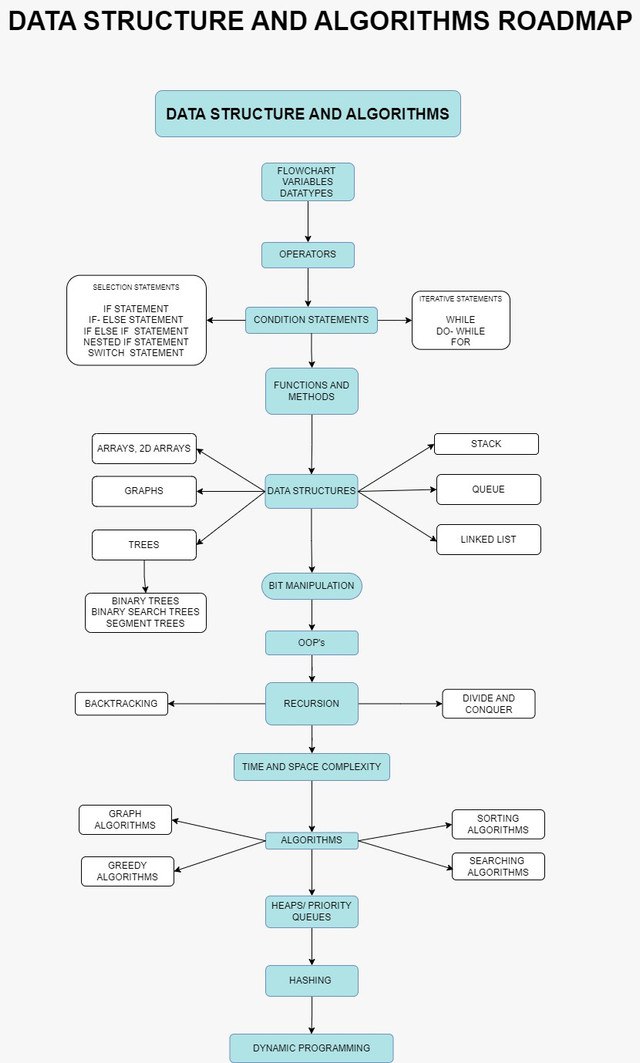 DATA STRUCTURE AND ALGORITHMS ROADMAP
DATA STRUCTURE AND ALGORITHMS
FLOWCHART
VARIABLES
DATATYPES
OPERATORS
SELECTION STATEMENTS
IF STATEMENT
IF- ELSE STATEMENT
IF ELSE IF STATEMENT
NESTED IF STATEMENT
SWITCH STATEMENT
CONDITION STATEMENTS
ITERATIVE STATEMENTS
WHILE
DO- WHILE
FOR
FUNCTIONS AND
METHODS
ARRAYS, 2D ARRAYS
GRAPHS
TREES
BINARY TREES
BINARY SEARCH TREES
SEGMENT TREES
DATA STRUCTURES
STACK
QUEUE
LINKED LIST
BIT MANIPULATION
OOP's
BACKTRACKING
RECURSION
DIVIDE AND
CONQUER
TIME AND SPACE COMPLEXITY
GRAPH
ALGORITHMS
GREEDY
ALGORITHMS
ALGORITHMS
SORTING
ALGORITHMS
SEARCHING
ALGORITHMS
HEAPS/ PRIORITY
QUEUES
HASHING
DYNAMIC PROGRAMMING